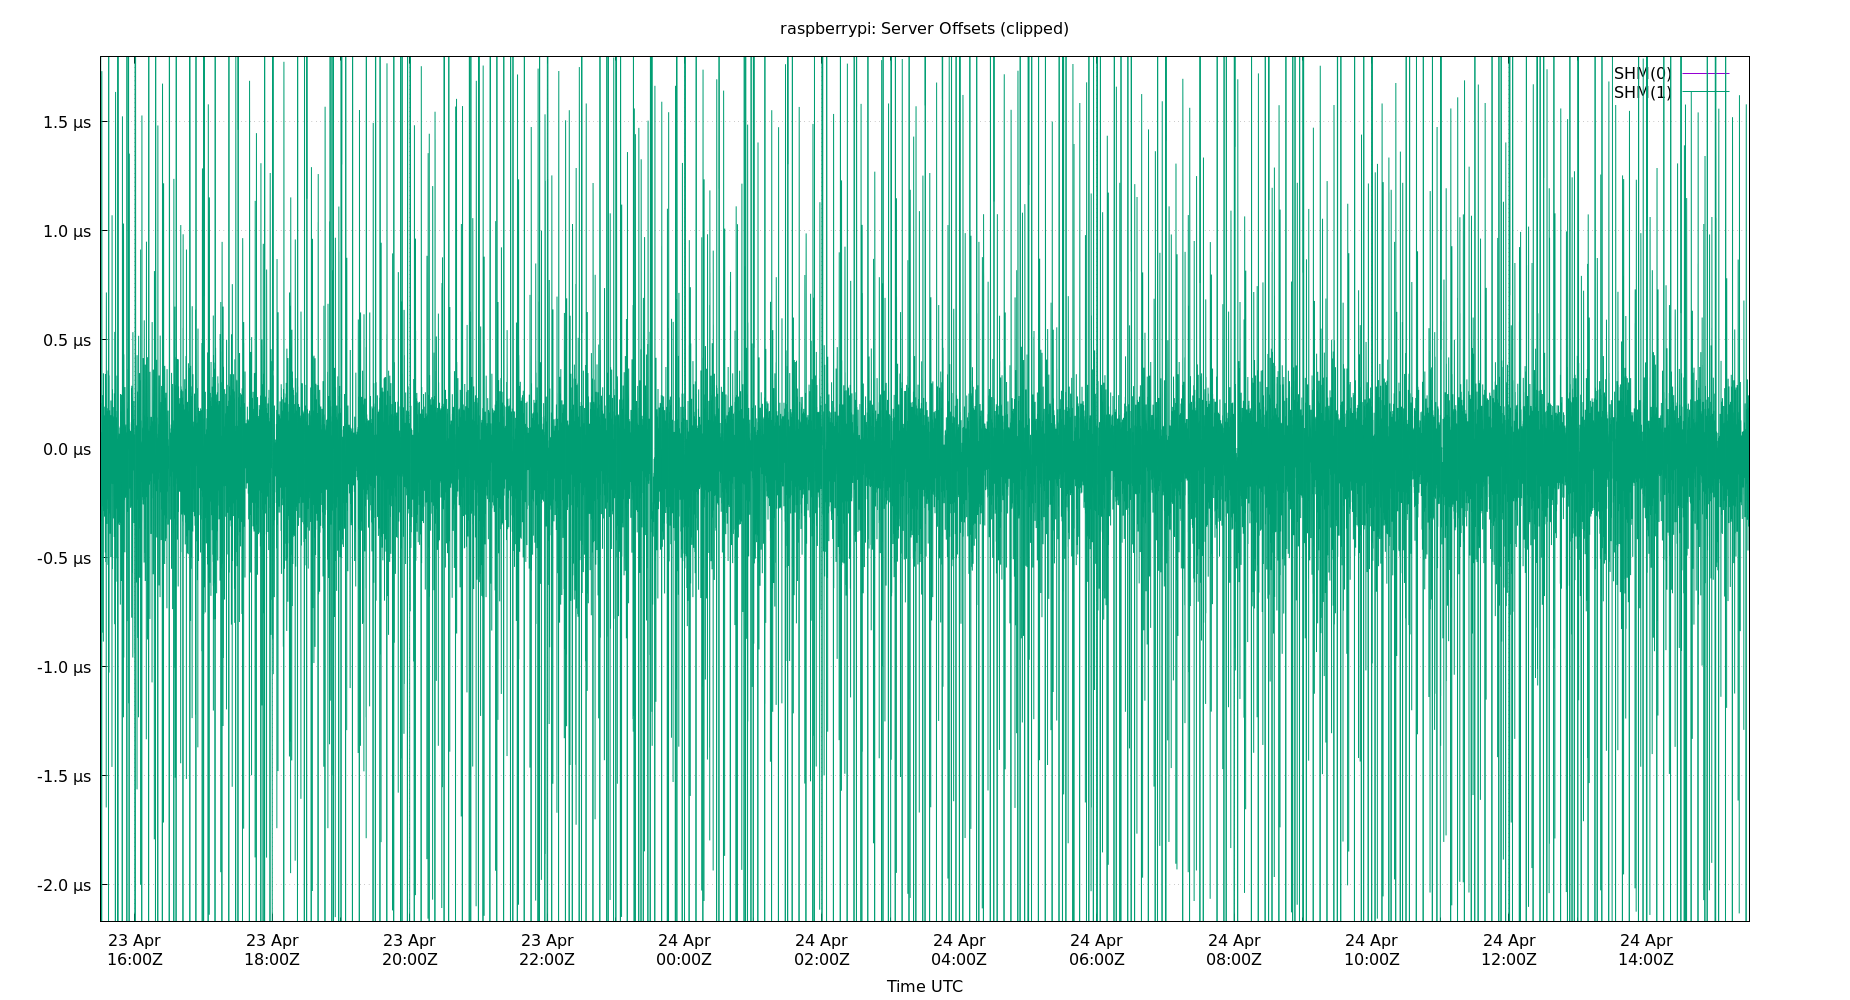 raspberrypi: Server Offsets (clipped)
SHM(0)
SHM(1)
1.5 µs
1.0 µs
0.5 µs
0.0 µs
-0.5 µs
-1.0 µs
-1.5 µs
-2.0 µs
23 Apr 23 Apr 23 Apr 23 Apr 24 Apr 24 Apr 24 Apr 24 Apr 24 Apr 24 Apr 24 Apr 24 Apr
16:00Z 18:00Z 20:00Z 22:00Z 00:00Z 02:00Z 04:00Z 06:00Z 08:00Z 10:00Z 12:00Z 14:00Z
Time UTC